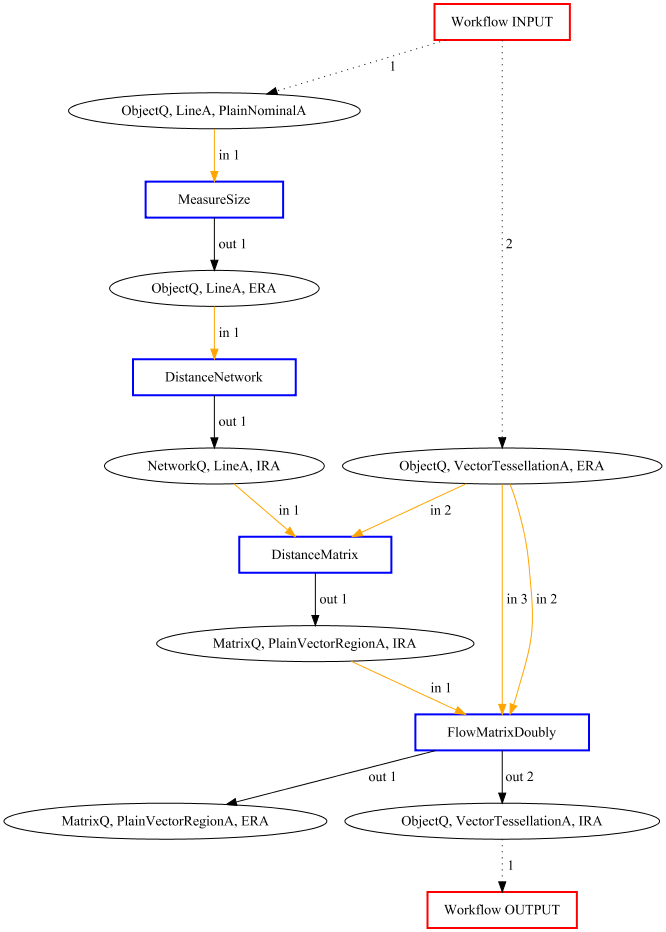 Workflow INPUT
1
ObjectQ, LineA, PlainNominalA
in 1
MeasureSize
out 1
2
ObjectQ, LineA, ERA
in 1
DistanceNetwork
out 1
NetworkQ, LineA, IRA
ObjectQ, VectorTessellationA, ERA
in 1
in 2
DistanceMatrix
out 1
in 3
in 2
MatrixQ, PlainVectorRegionA, IRA
in 1
FlowMatrixDoubly
out 1
out 2
MatrixQ, PlainVectorRegionA, ERA
ObjectQ, VectorTessellationA, IRA
1
Workflow OUTPUT